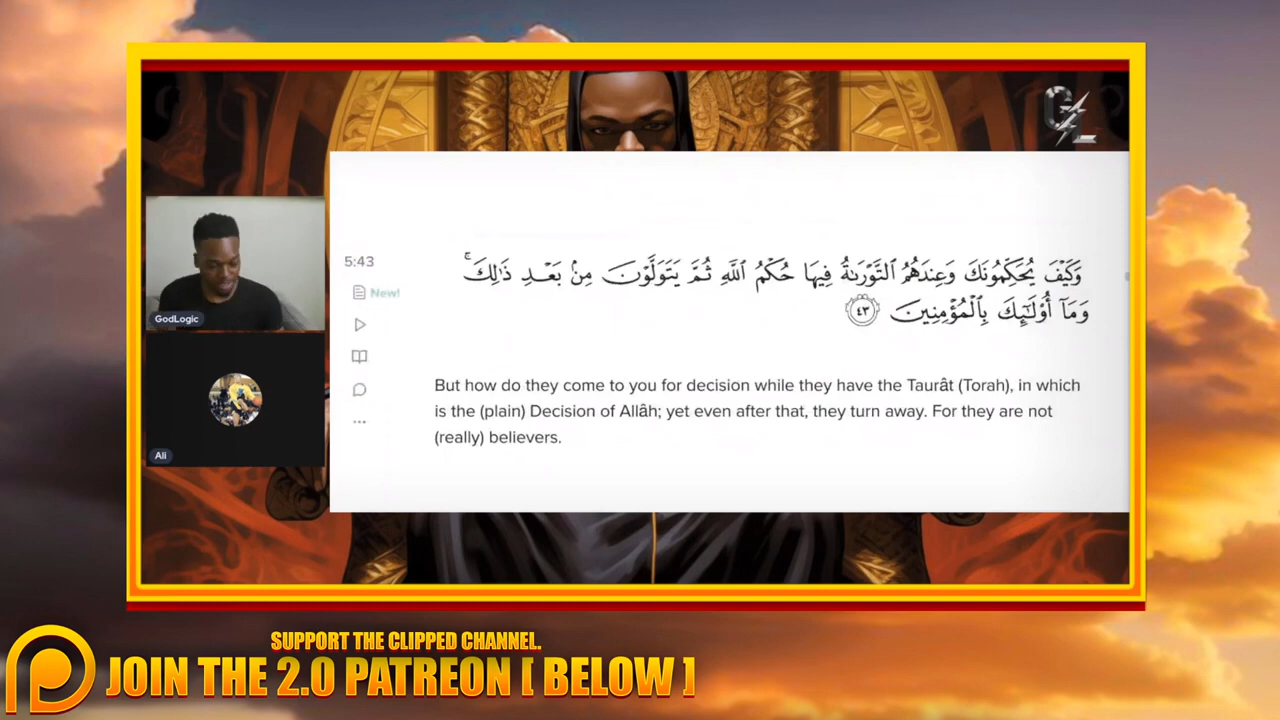 GodLogic
Ali
5:43
New!
وَكَيْفَ يُحَكِّمُونَكَ وَعِندَهُمُ ٱلتَّوْرَىٰةُ فِيهَا حُكْمُ ٱللَّهِ ثُمَّ يَتَوَلَّوْنَ مِنۢ بَعْدِ ذَٰلِكَ ۚ
وَمَآ أُو۟لَـٰٓئِكَ بِٱلْمُؤْمِنِينَ ٤٣
But how do they come to you for decision while they have the Taurât (Torah), in which
is the (plain) Decision of Allâh; yet even after that, they turn away. For they are not
(really) believers.
SUPPORT THE CLIPPED CHANNEL.
JOIN THE 2.0 PATREON [ BELOW ]